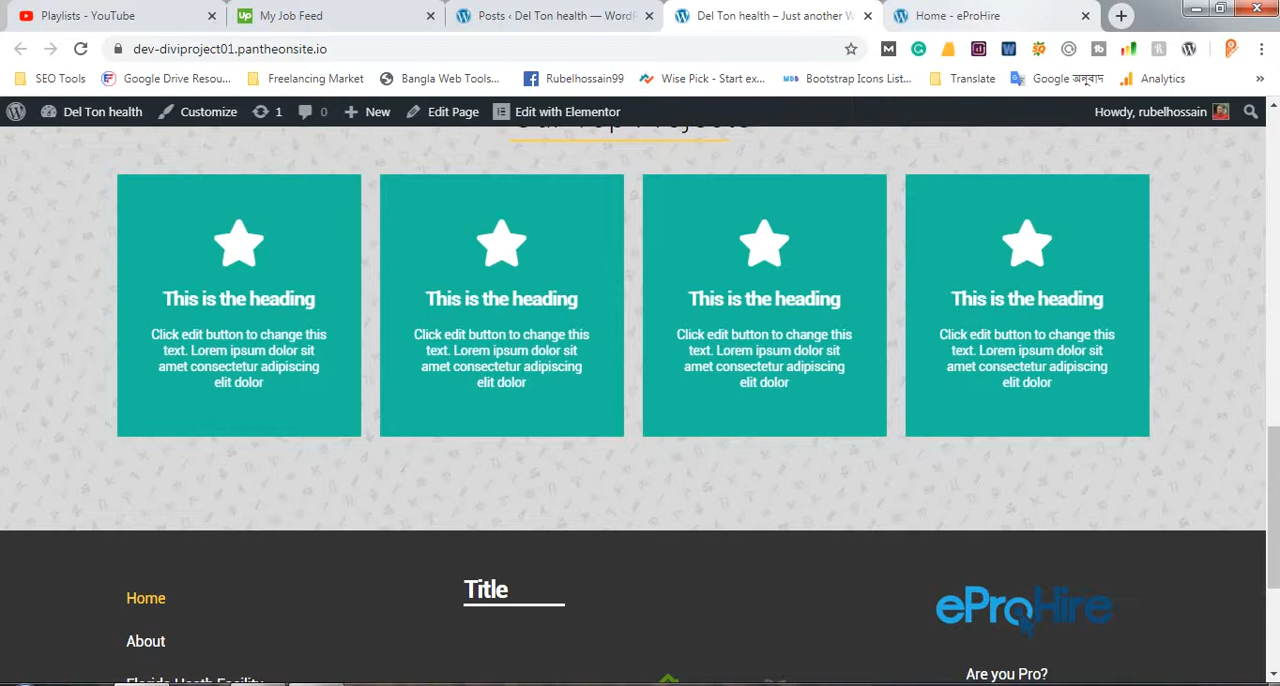 Playlists - YouTube
My Job Feed
Posts ‹ Del Ton health — WordP
Del Ton health – Just another W
Home - eProHire
dev-diviproject01.pantheonsite.io
SEO Tools
Google Drive Resou...
Freelancing Market
Bangla Web Tools...
Rubelhossain99
Wise Pick - Start ex...
Bootstrap Icons List...
Translate
Google অনুবাদ
Analytics
Del Ton health
Customize
1
0
New
Edit Page
Edit with Elementor
Howdy, rubelhossain
Our Top Projects
This is the heading
Click edit button to change this
text. Lorem ipsum dolor sit
amet consectetur adipiscing
elit dolor
This is the heading
Click edit button to change this
text. Lorem ipsum dolor sit
amet consectetur adipiscing
elit dolor
This is the heading
Click edit button to change this
text. Lorem ipsum dolor sit
amet consectetur adipiscing
elit dolor
This is the heading
Click edit button to change this
text. Lorem ipsum dolor sit
amet consectetur adipiscing
elit dolor
Home
About
Title
eProHire
Are you Pro?